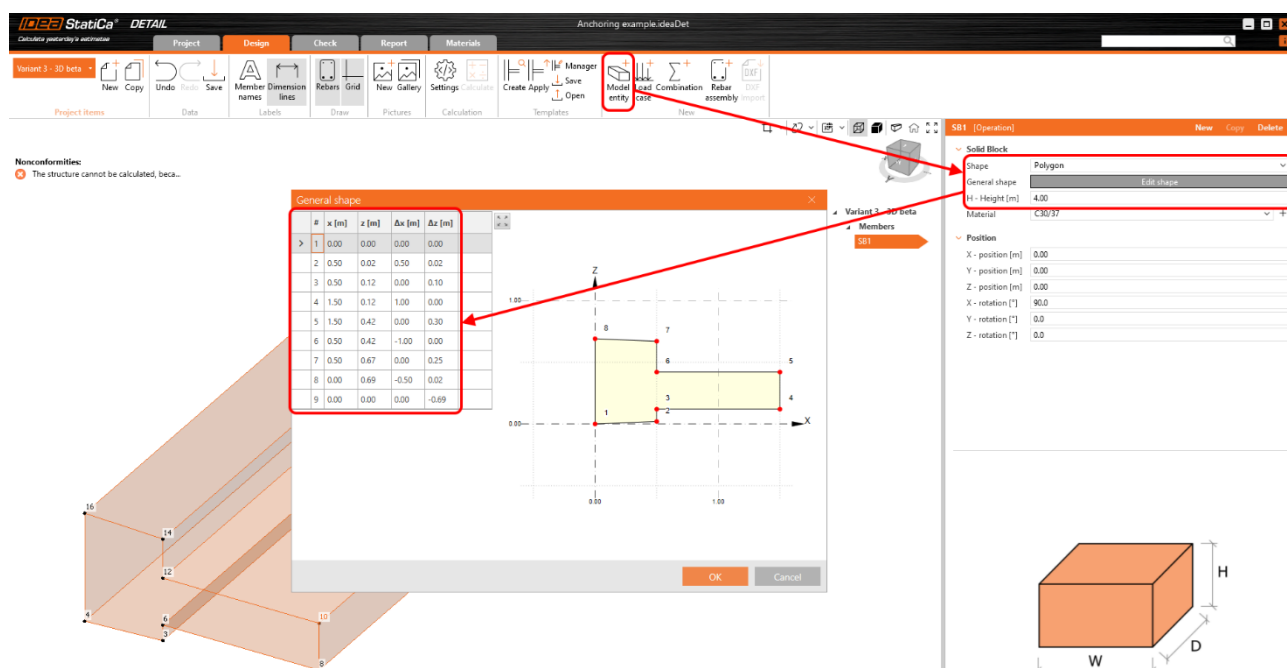 IDEA StatiCa® DETAIL
Calculate yesterday's estimates
Anchoring example.ideaDet
Project Design Check Report Materials
Variant 3 - 3D beta
New Copy
Undo Redo Save
Member names
Dimension lines
Rebars Grid
New Gallery
Settings Calculate
Create Apply
Manager
Save
Open
Model entity
Load case
Combination
Rebar assembly
DXF Import
Project items Data Labels Draw Pictures Calculation Templates New
Nonconformities:
The structure cannot be calculated, beca...
16
14
12
4
6
3
10
8
General shape
# x [m] z [m] Δx [m] Δz [m]
> 1 0.00 0.00 0.00 0.00
2 0.50 0.02 0.50 0.02
3 0.50 0.12 0.00 0.10
4 1.50 0.12 1.00 0.00
5 1.50 0.42 0.00 0.30
6 0.50 0.42 -1.00 0.00
7 0.50 0.67 0.00 0.25
8 0.00 0.69 -0.50 0.02
9 0.00 0.00 0.00 -0.69
Z
1.00
8 7
6 5
3 4
1 2
0.00 X
0.00 1.00
OK Cancel
Variant 3 - 3D beta
Members
SB1
SB1 [Operation] New Copy Delete
Solid Block
Shape Polygon
General shape Edit shape
H - Height [m] 4.00
Material C30/37
Position
X - position [m] 0.00
Y - position [m] 0.00
Z - position [m] 0.00
X - rotation [°] 90.0
Y - rotation [°] 0.0
Z - rotation [°] 0.0
H
D
W